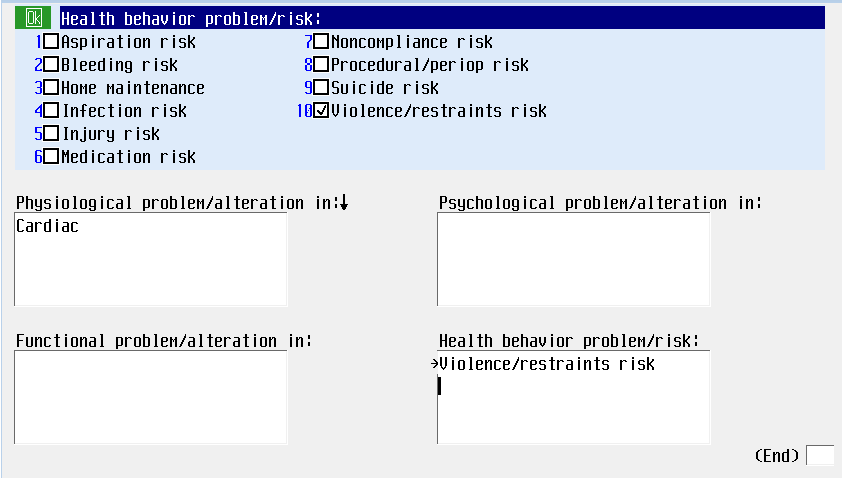 Ok Health behavior problem/risk:
1 Aspiration risk 7 Noncompliance risk
2 Bleeding risk 8 Procedural/periop risk
3 Home maintenance 9 Suicide risk
4 Infection risk 10 Violence/restraints risk
5 Injury risk
6 Medication risk
Physiological problem/alteration in:↓ Psychological problem/alteration in:
Cardiac
Functional problem/alteration in: Health behavior problem/risk:
→Violence/restraints risk
(End)